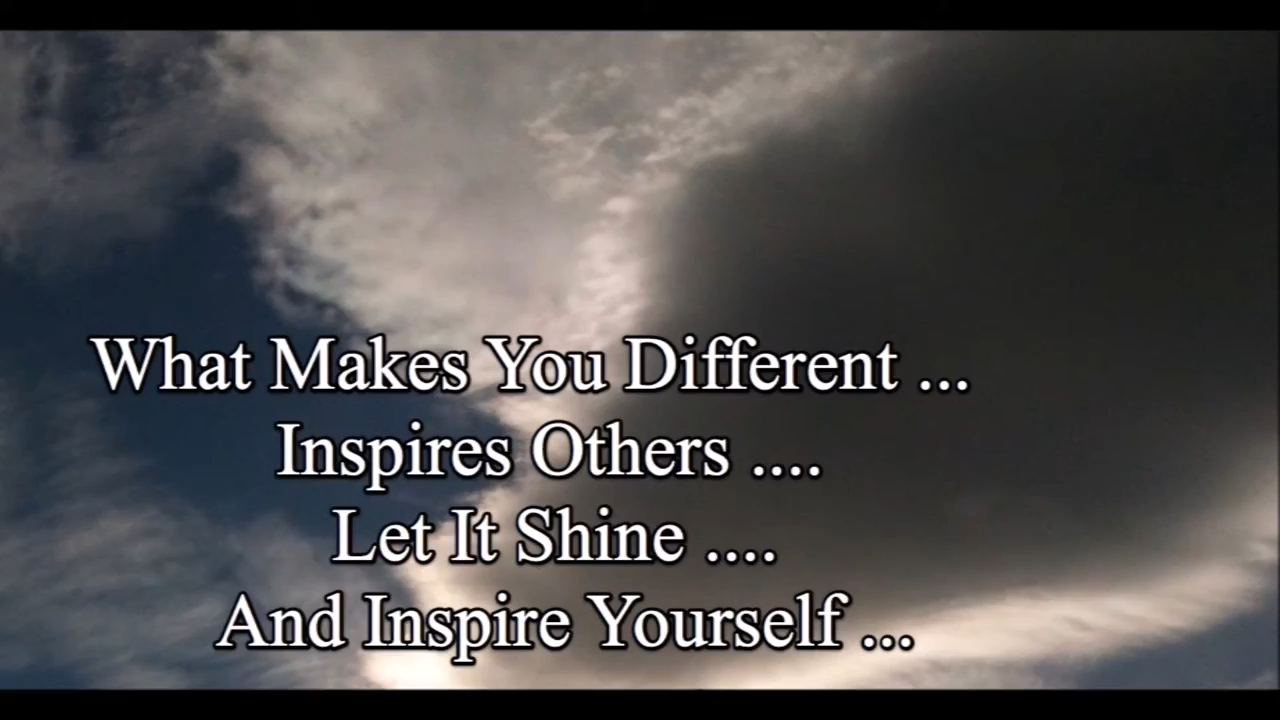 What Makes You Different ...
Inspires Others ....
Let It Shine ....
And Inspire Yourself ...